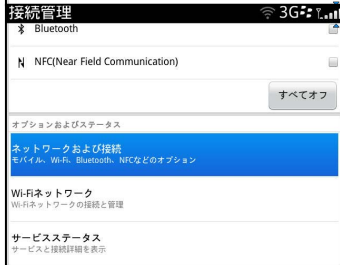 接続管理 3G
Bluetooth
NFC(Near Field Communication)
すべてオフ
オプションおよびステータス
ネットワークおよび接続
モバイル、Wi-Fi、Bluetooth、NFCなどのオプション
Wi-Fiネットワーク
Wi-Fiネットワークの接続と管理
サービスステータス
サービスと接続詳細を表示